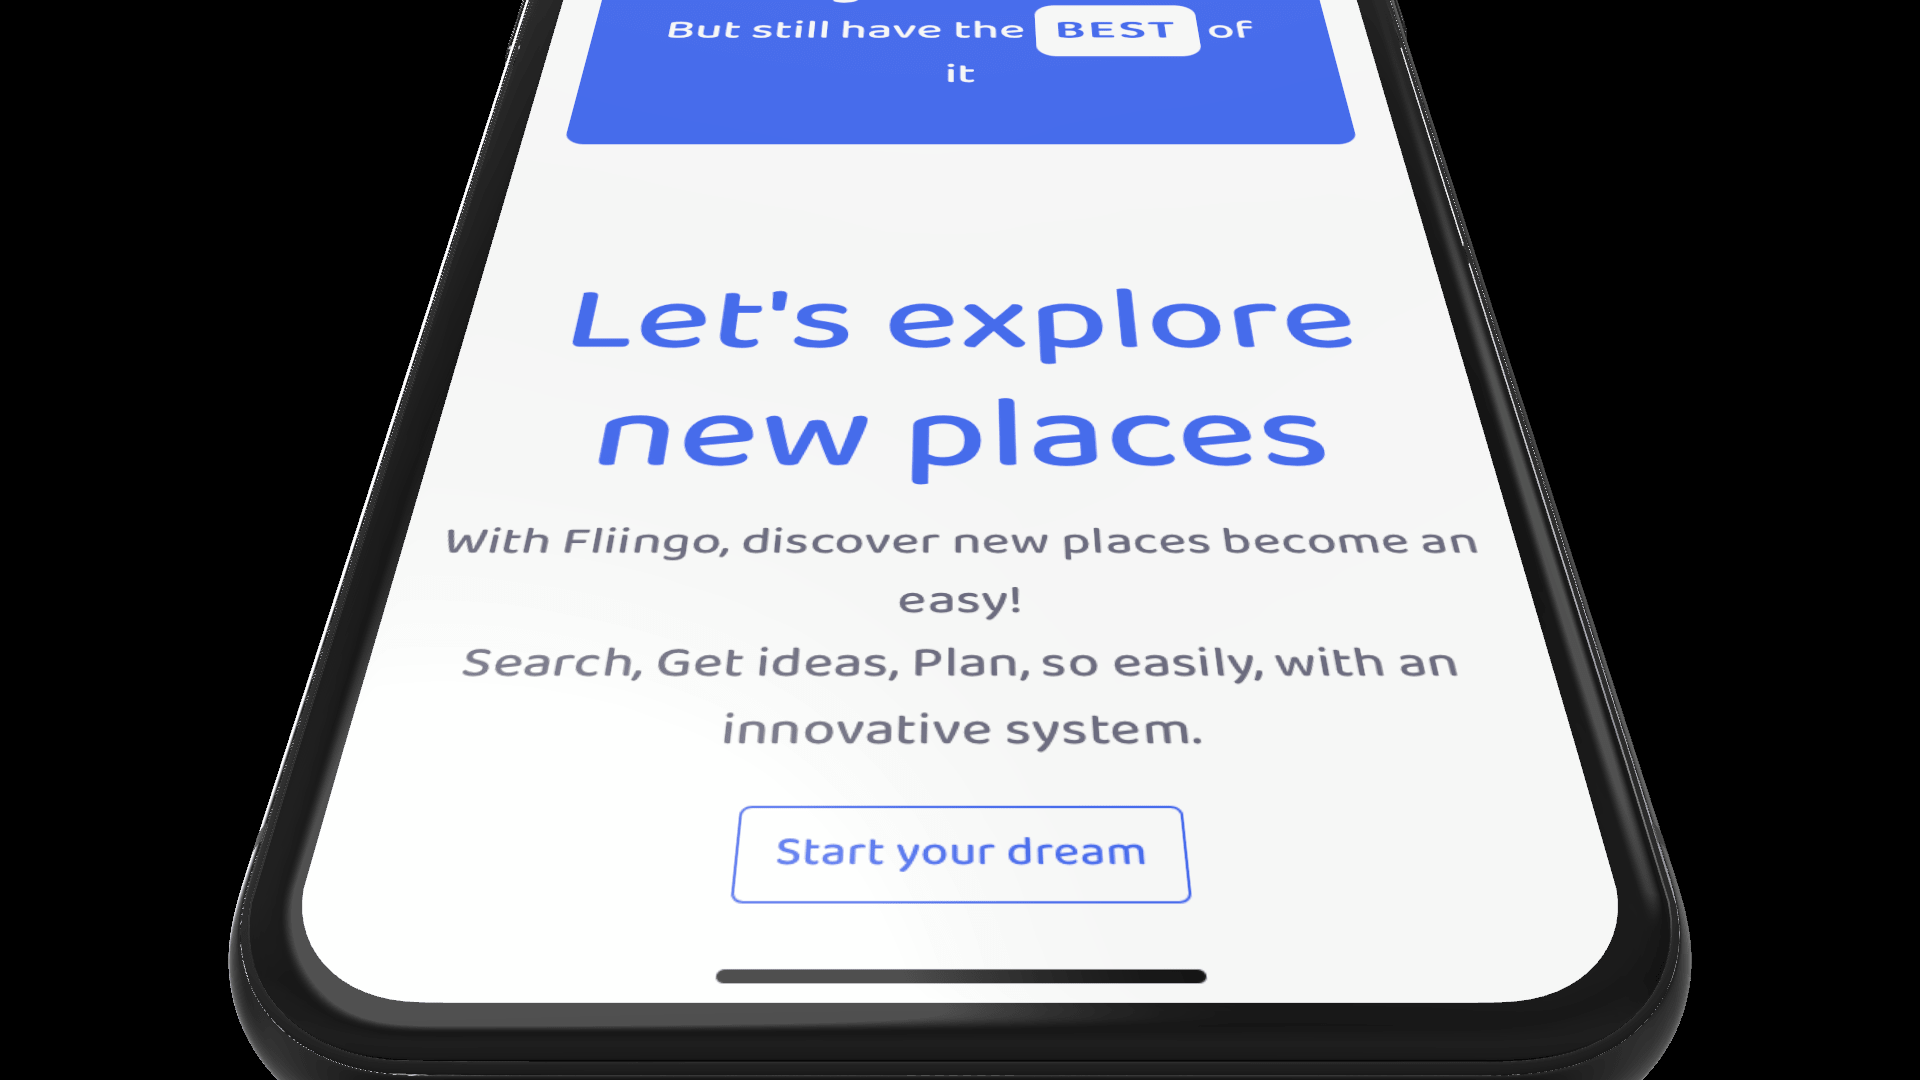 But still have the BEST of
it
Let's explore
new places
With Fliingo, discover new places become an
easy!
Search, Get ideas, Plan, so easily, with an
innovative system.
Start your dream